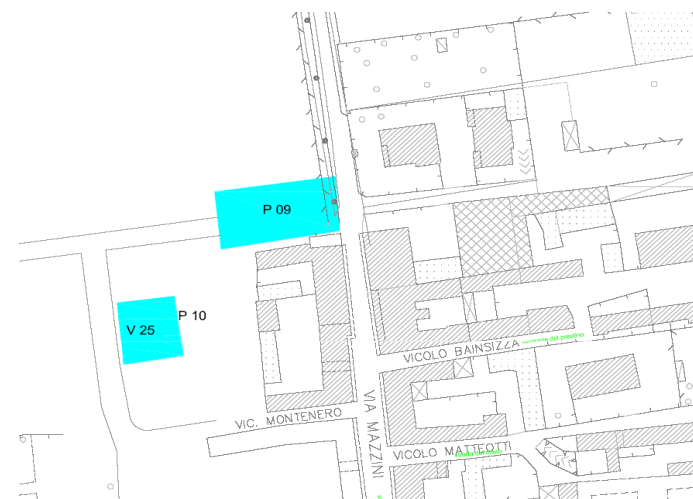 P 09
P 10
V 25
VICOLO BAINSIZZA
VIC. MONTENERO
VIA MAZZINI
VICOLO MATTEOTTI